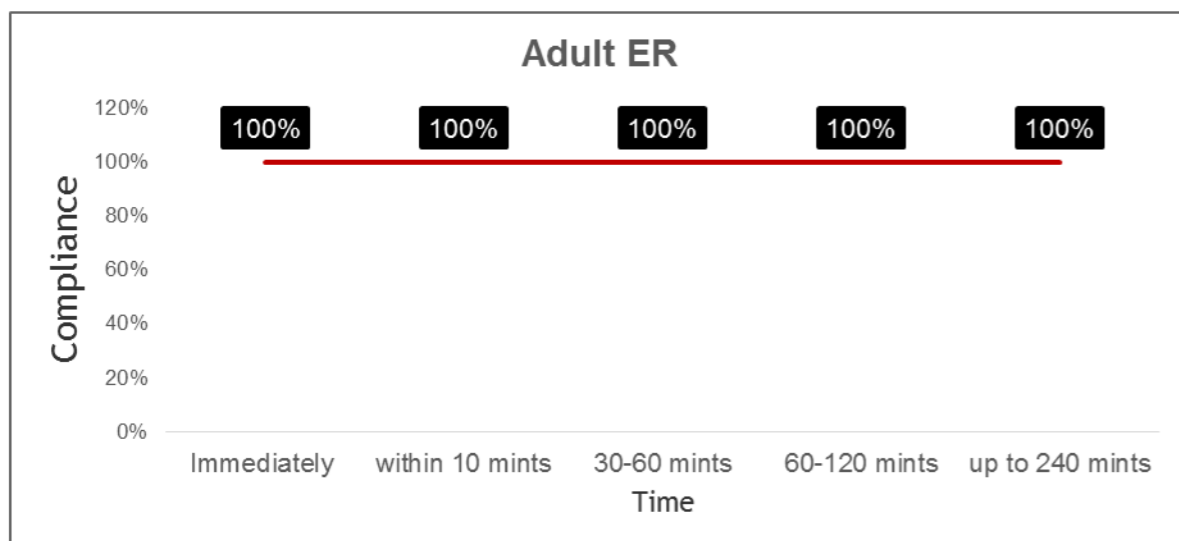 Adult ER
120%
100% 100% 100% 100% 100%
100%
80%
60%
40%
20%
0%
Compliance
Immediately within 10 mints 30-60 mints 60-120 mints up to 240 mints
Time